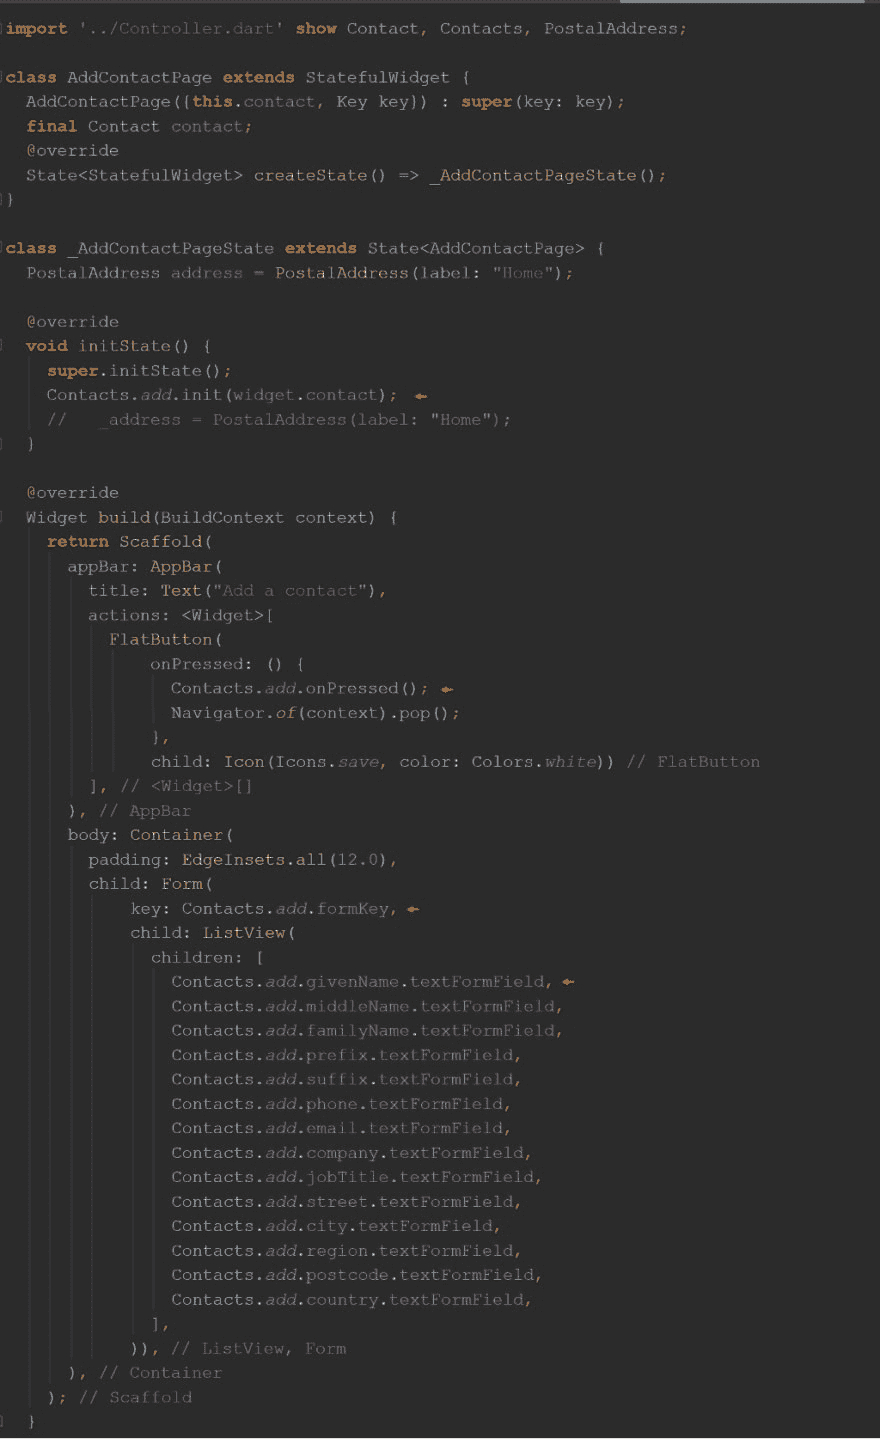 import '../Controller.dart' show Contact, Contacts, PostalAddress;
class AddContactPage extends StatefulWidget {
AddContactPage({this.contact, Key key}) : super(key: key);
final Contact contact;
@override
State<StatefulWidget> createState() => _AddContactPageState();
}
class _AddContactPageState extends State<AddContactPage> {
PostalAddress address = PostalAddress(label: "Home");
@override
void initState() {
super.initState();
Contacts.add.init(widget.contact);
//   _address = PostalAddress(label: "Home");
}
@override
Widget build(BuildContext context) {
return Scaffold(
appBar: AppBar(
title: Text("Add a contact"),
actions: <Widget>[
FlatButton(
onPressed: () {
Contacts.add.onPressed();
Navigator.of(context).pop();
},
child: Icon(Icons.save, color: Colors.white)) // FlatButton
], // <Widget>[]
), // AppBar
body: Container(
padding: EdgeInsets.all(12.0),
child: Form(
key: Contacts.add.formKey,
child: ListView(
children: [
Contacts.add.givenName.textFormField,
Contacts.add.middleName.textFormField,
Contacts.add.familyName.textFormField,
Contacts.add.prefix.textFormField,
Contacts.add.suffix.textFormField,
Contacts.add.phone.textFormField,
Contacts.add.email.textFormField,
Contacts.add.company.textFormField,
Contacts.add.jobTitle.textFormField,
Contacts.add.street.textFormField,
Contacts.add.city.textFormField,
Contacts.add.region.textFormField,
Contacts.add.postcode.textFormField,
Contacts.add.country.textFormField,
],
)), // ListView, Form
), // Container
); // Scaffold
}